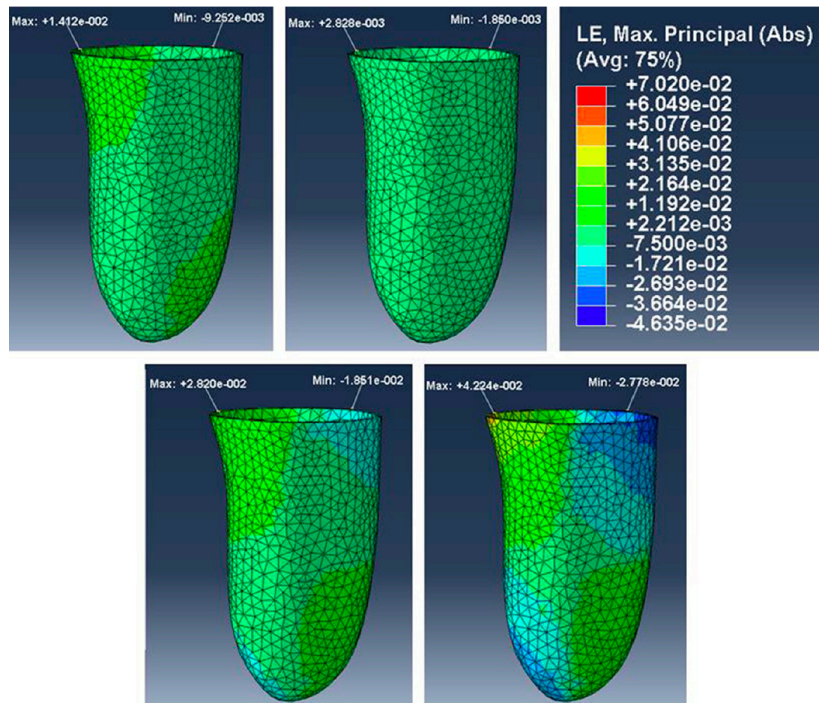 Max: +1.412e-002 Min: -9.252e-003
Max: +2.828e-003 Min: -1.850e-003
LE, Max. Principal (Abs)
(Avg: 75%)
+7.020e-02
+6.049e-02
+5.077e-02
+4.106e-02
+3.135e-02
+2.164e-02
+1.192e-02
+2.212e-03
-7.500e-03
-1.721e-02
-2.693e-02
-3.664e-02
-4.635e-02
Max: +2.820e-002 Min: -1.851e-002
Max: +4.224e-002 Min: -2.778e-002